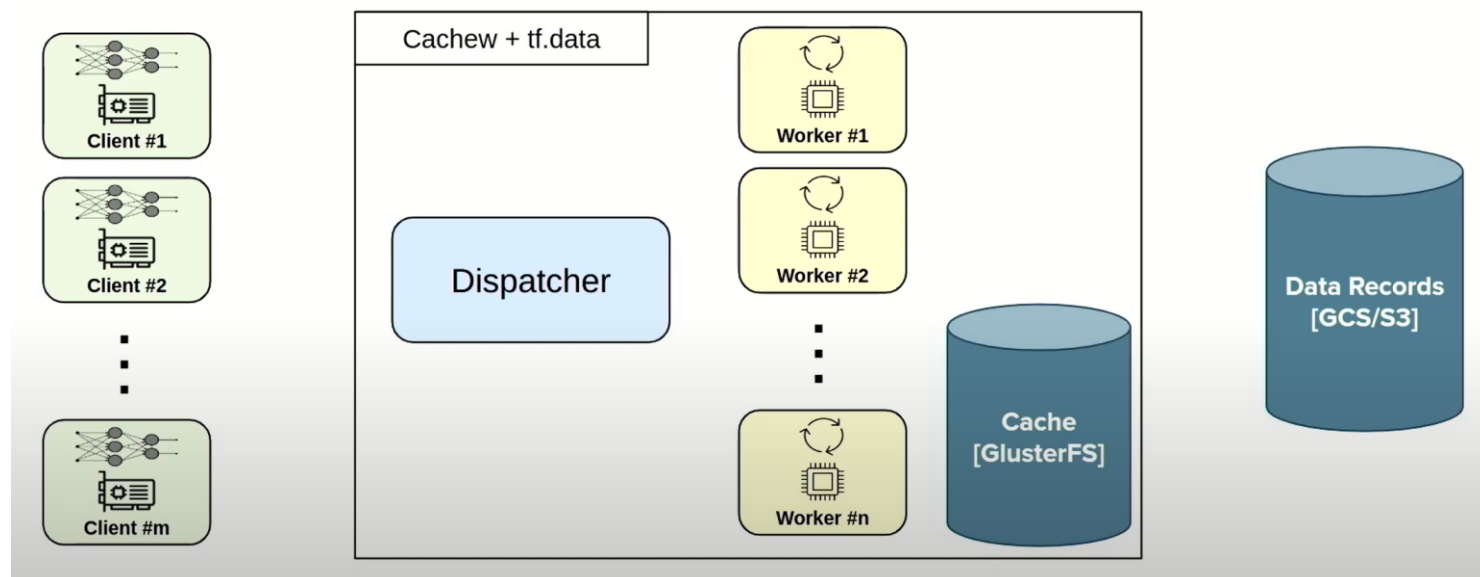 Cachew + tf.data
Client #1
Client #2
Client #m
Dispatcher
Worker #1
Worker #2
Worker #n
Cache
[GlusterFS]
Data Records
[GCS/S3]